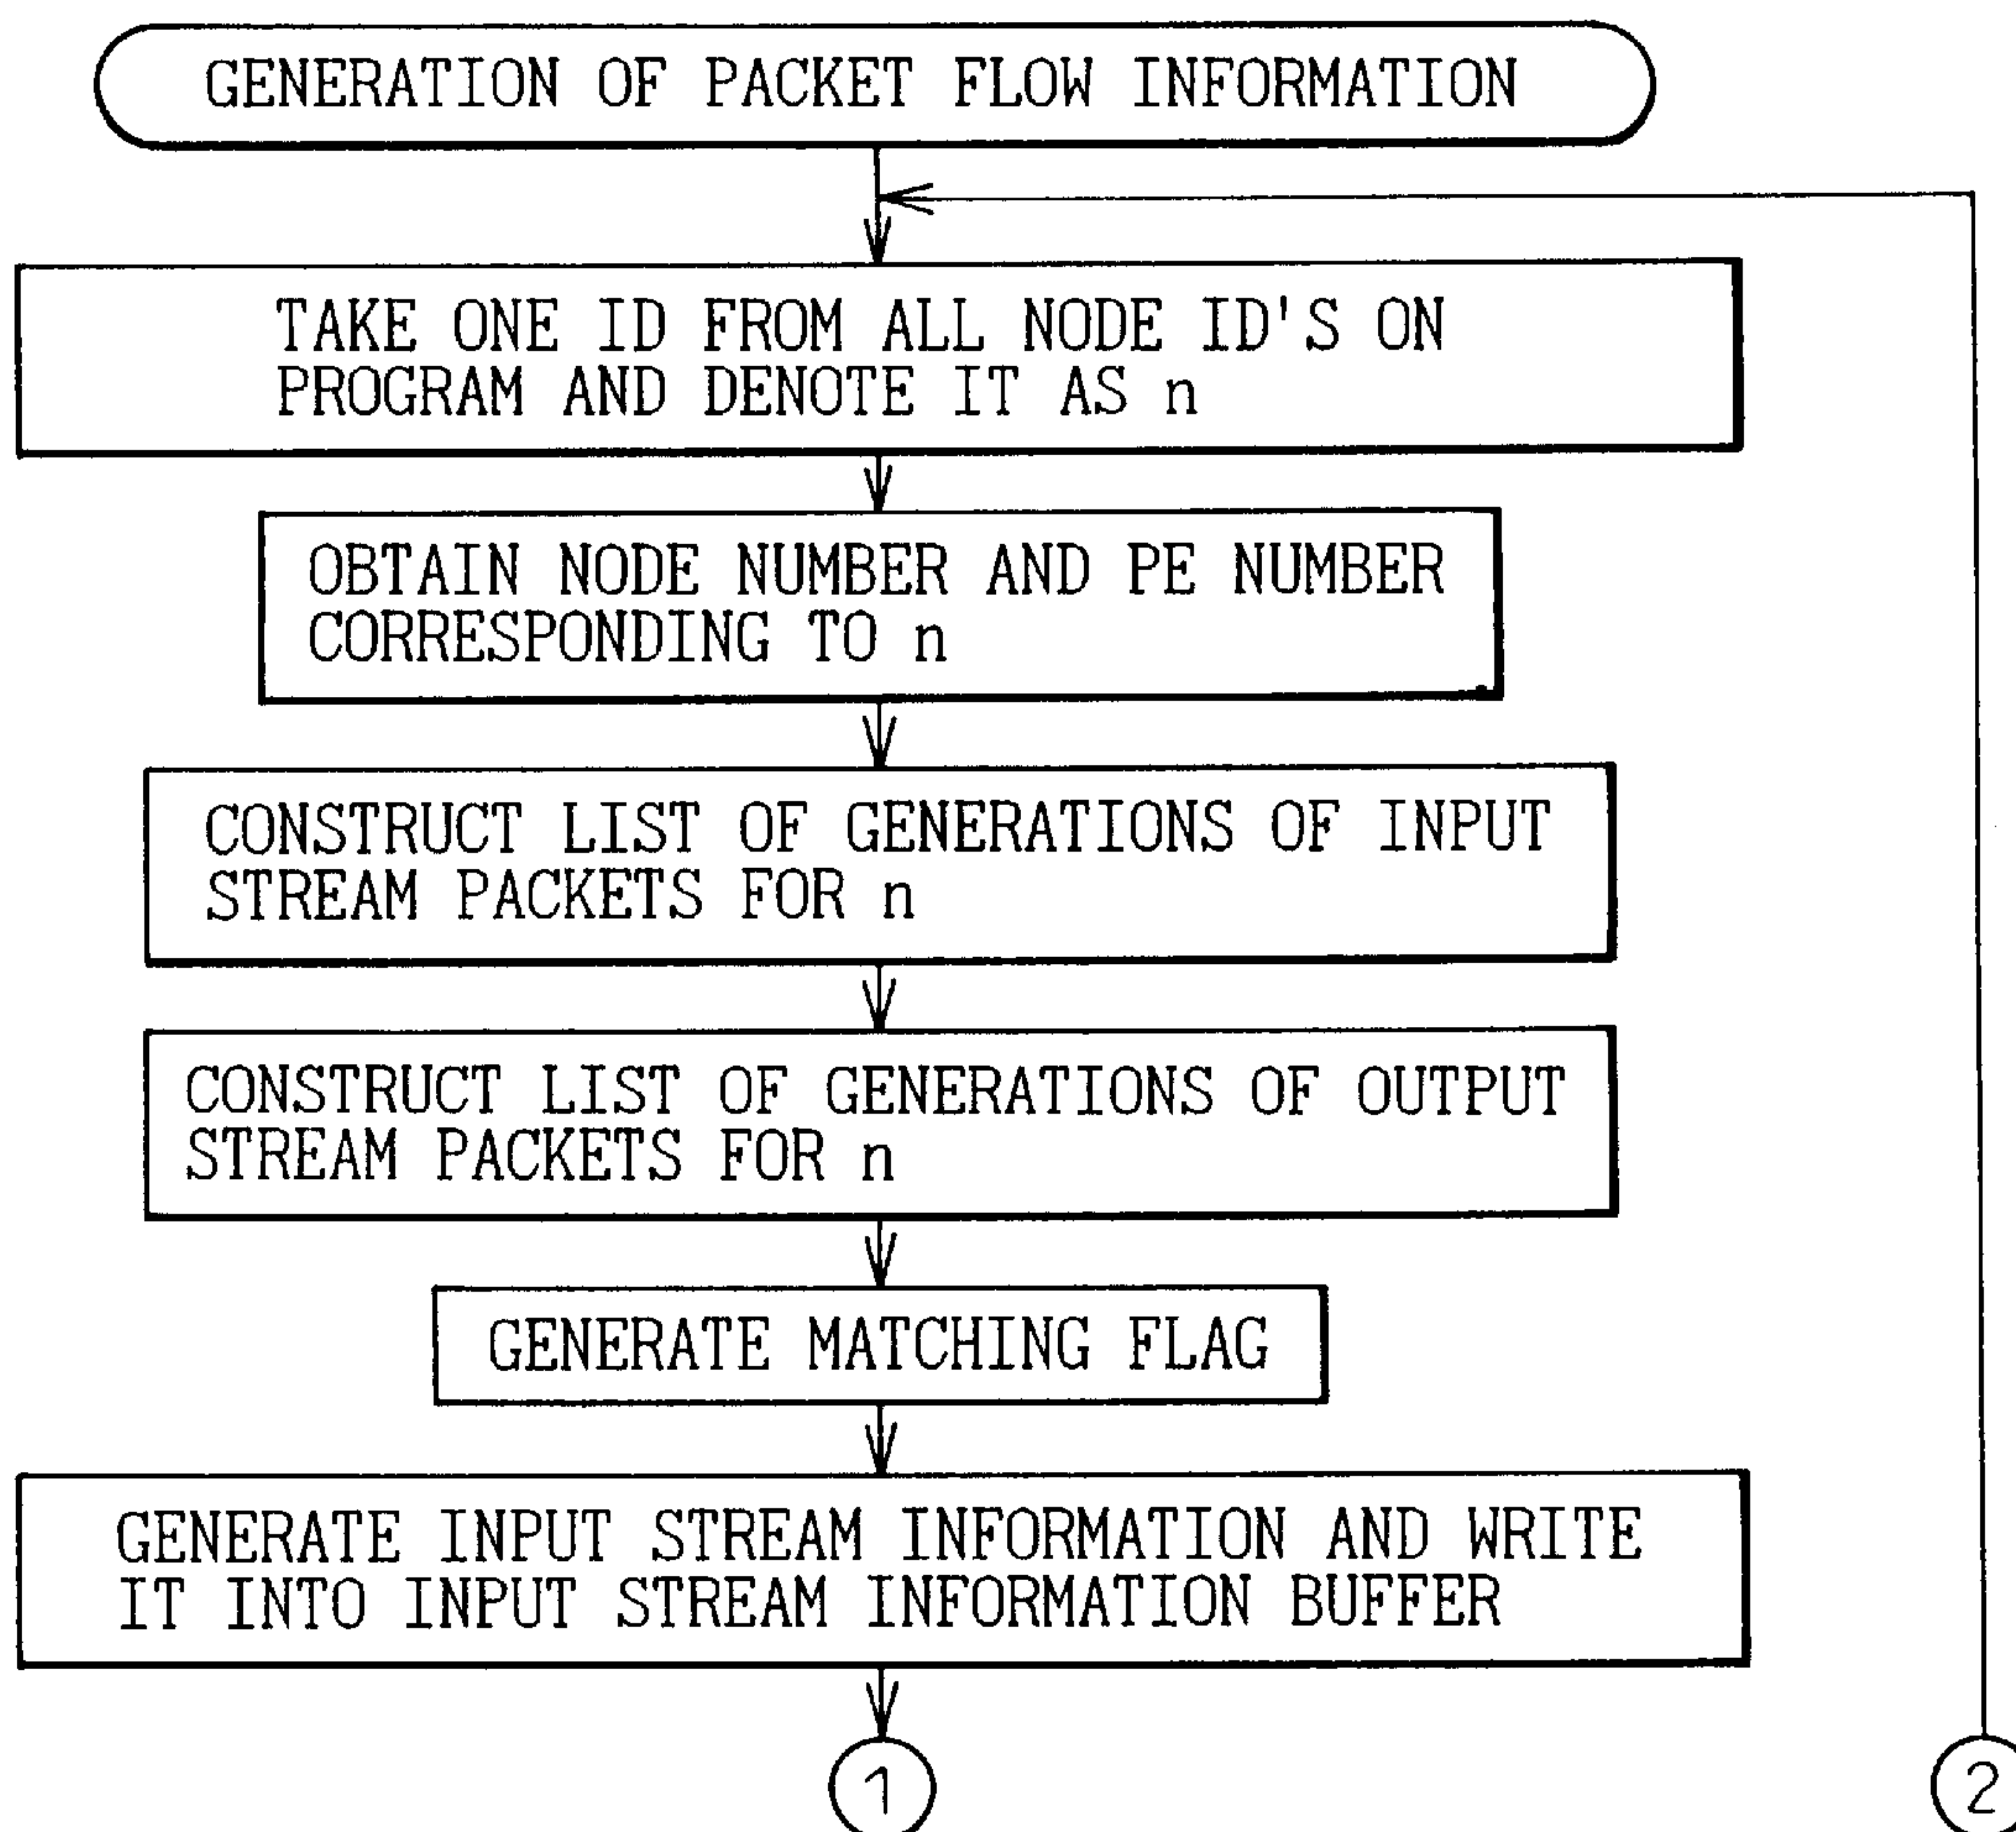 GENERATION OF PACKET FLOW INFORMATION
TAKE ONE ID FROM ALL NODE ID'S ON
PROGRAM AND DENOTE IT AS n
OBTAIN NODE NUMBER AND PE NUMBER
CORRESPONDING TO n
CONSTRUCT LIST OF GENERATIONS OF INPUT
STREAM PACKETS FOR n
CONSTRUCT LIST OF GENERATIONS OF OUTPUT
STREAM PACKETS FOR n
GENERATE MATCHING FLAG
GENERATE INPUT STREAM INFORMATION AND WRITE
IT INTO INPUT STREAM INFORMATION BUFFER
1
2